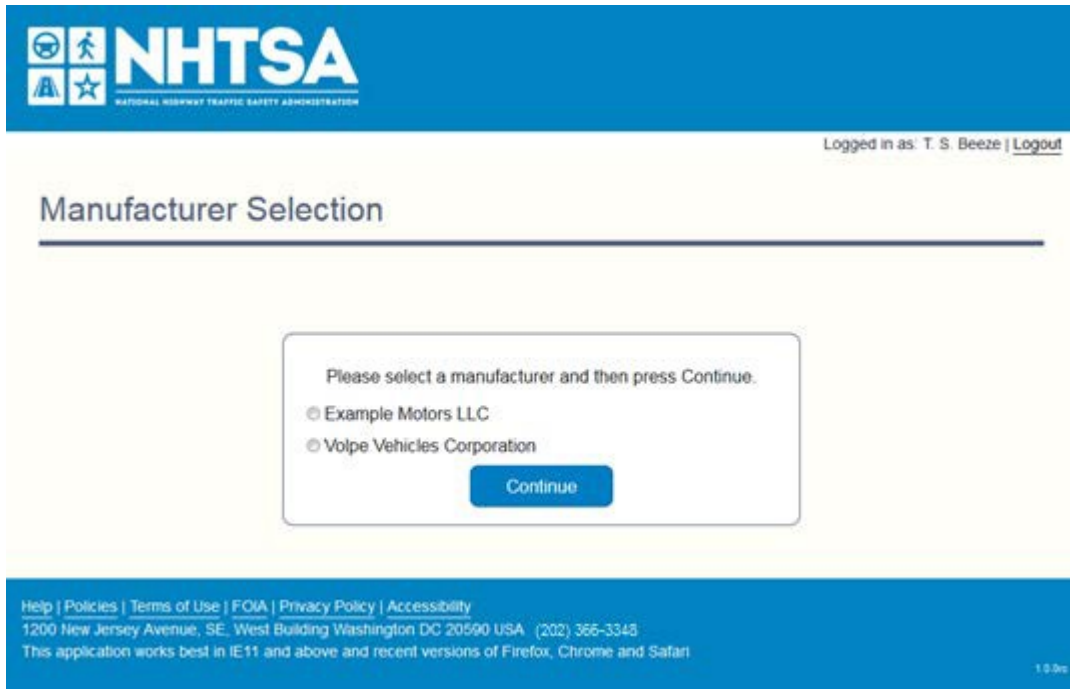 NHTSA
NATIONAL HIGHWAY TRAFFIC SAFETY ADMINISTRATION
Logged in as: T. S. Beeze | Logout
Manufacturer Selection
Please select a manufacturer and then press Continue.
Example Motors LLC
Volpe Vehicles Corporation
Continue
Help | Policies | Terms of Use | FOIA | Privacy Policy | Accessibility
1200 New Jersey Avenue, SE, West Building Washington DC 20590 USA (202) 366-3348
This application works best in IE11 and above and recent versions of Firefox, Chrome and Safari